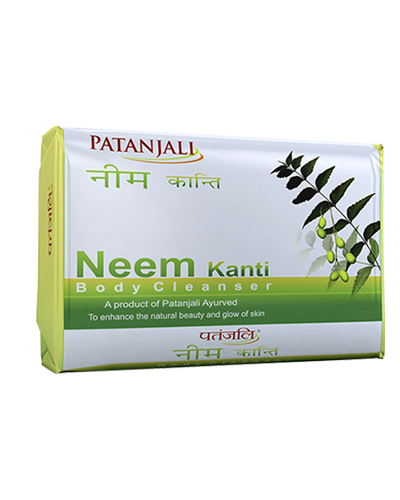 PATANJALI
नीम कान्ति
पतंजलि
Neem Kanti
Body Cleanser
A product of Patanjali Ayurved
To enhance the natural beauty and glow of skin
पतंजलि®
नीम कान्ति